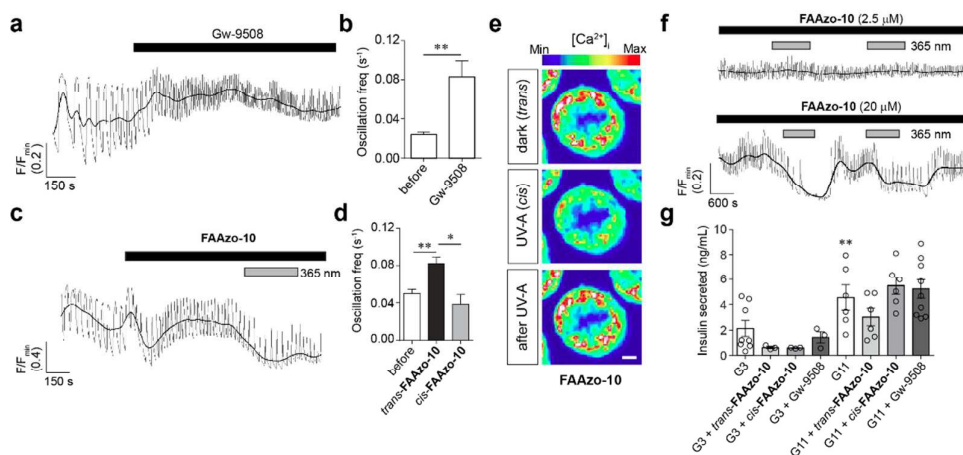 a
Gw-9508
F/Fmin
(0.2)
150 s
b
Oscillation freq (s-1)
0.12
0.08
0.04
0.00
**
before
Gw-3508
c
FAAzo-10
365 nm
F/Fmin
(0.4)
150 s
d
Oscillation freq (s-1)
0.12
0.08
0.04
0.00
**
*
before
trans-FAAzo-10
cis-FAAzo-10
e
[Ca2+]i
Min
Max
dark (trans)
UV-A (cis)
after UV-A
FAAzo-10
f
FAAzo-10 (2.5 μM)
365 nm
FAAzo-10 (20 μM)
365 nm
F/Fmin
(0.2)
600 s
g
Insulin secreted (ng/mL)
10
8
6
4
2
0
**
G3
G3 + trans-FAAzo-10
G3 + cis-FAAzo-10
G3 + Gw-9508
G11
G11 + trans-FAAzo-10
G11 + cis-FAAzo-10
G11 + Gw-9508